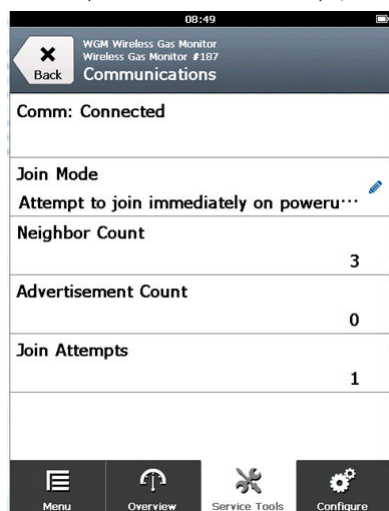 08:49
WGM Wireless Gas Monitor
Wireless Gas Monitor #187
Back
Communications
Comm: Connected
Join Mode
Attempt to join immediately on poweru···
Neighbor Count
3
Advertisement Count
0
Join Attempts
1
Menu
Overview
Service Tools
Configure